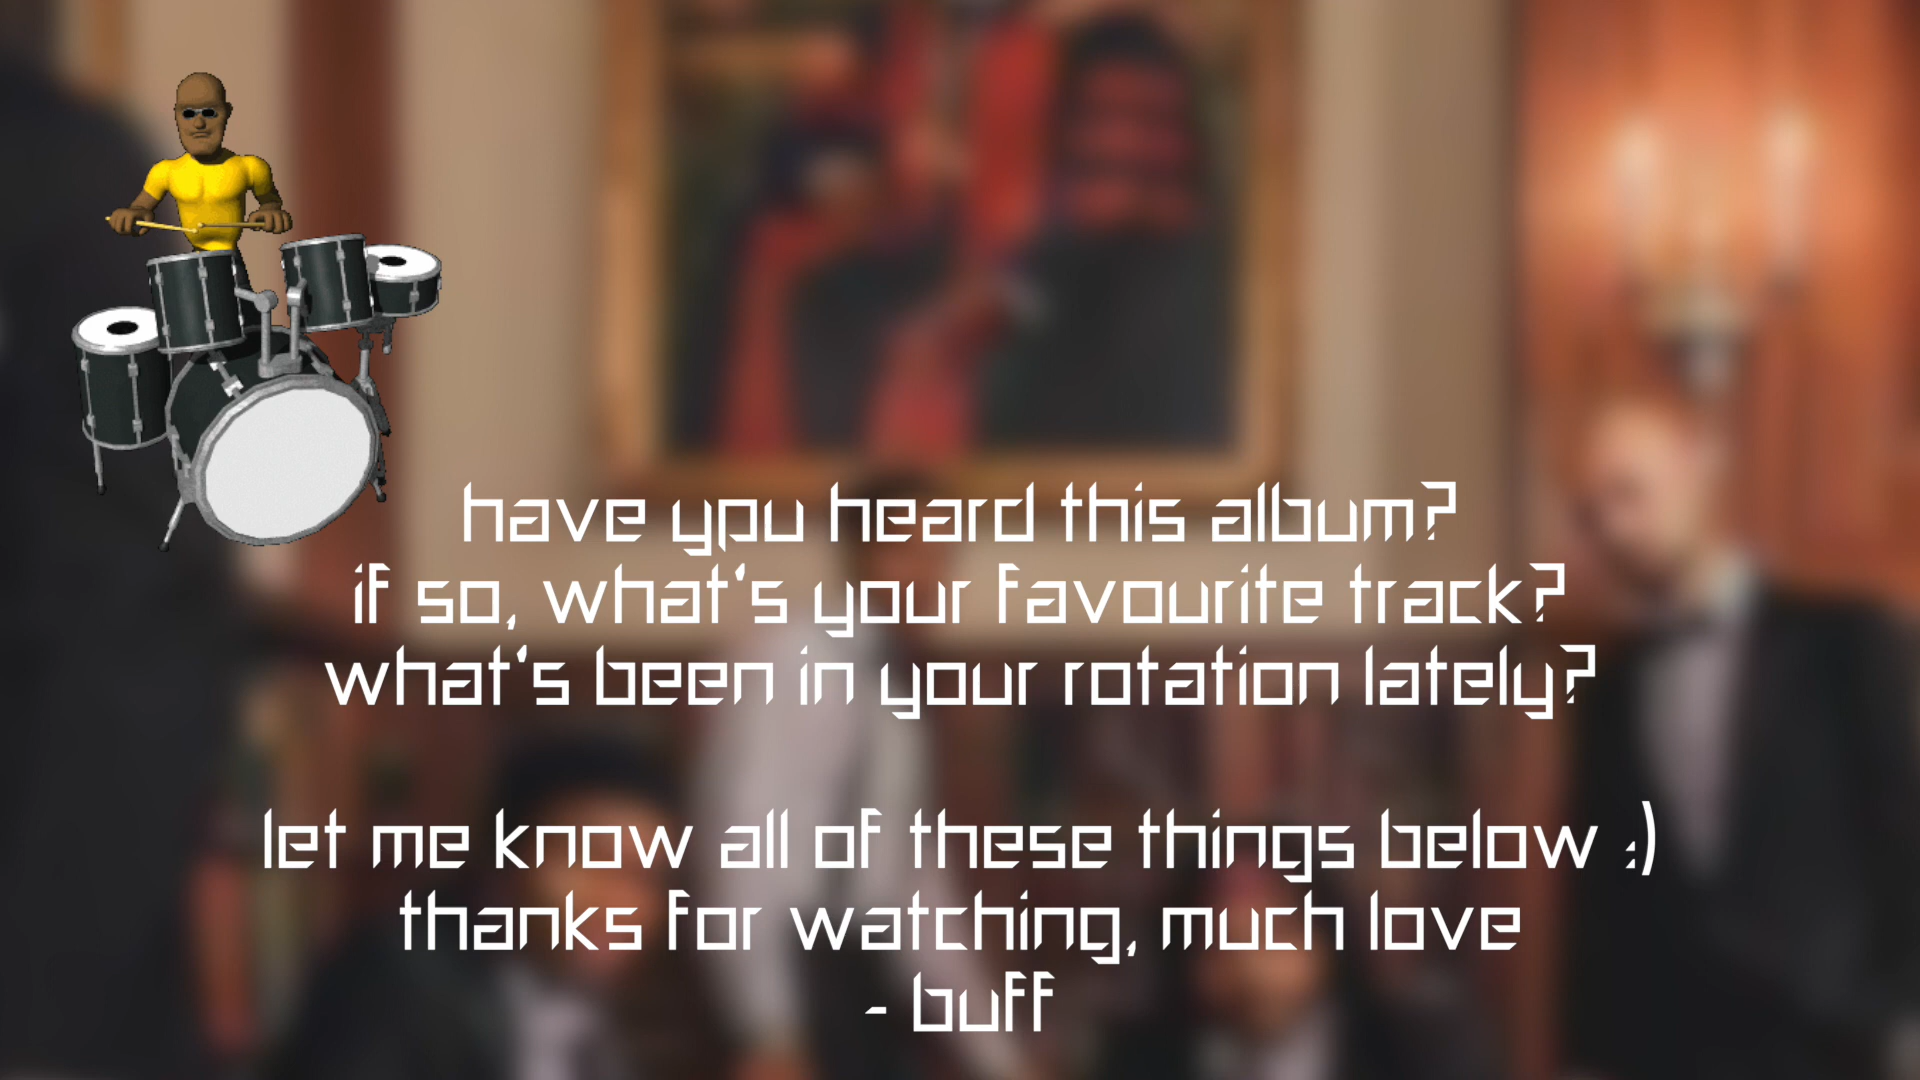 have you heard this album?
if so, what's your favourite track?
what's been in your rotation lately?
let me know all of these things below :)
thanks for watching, much love
- buff